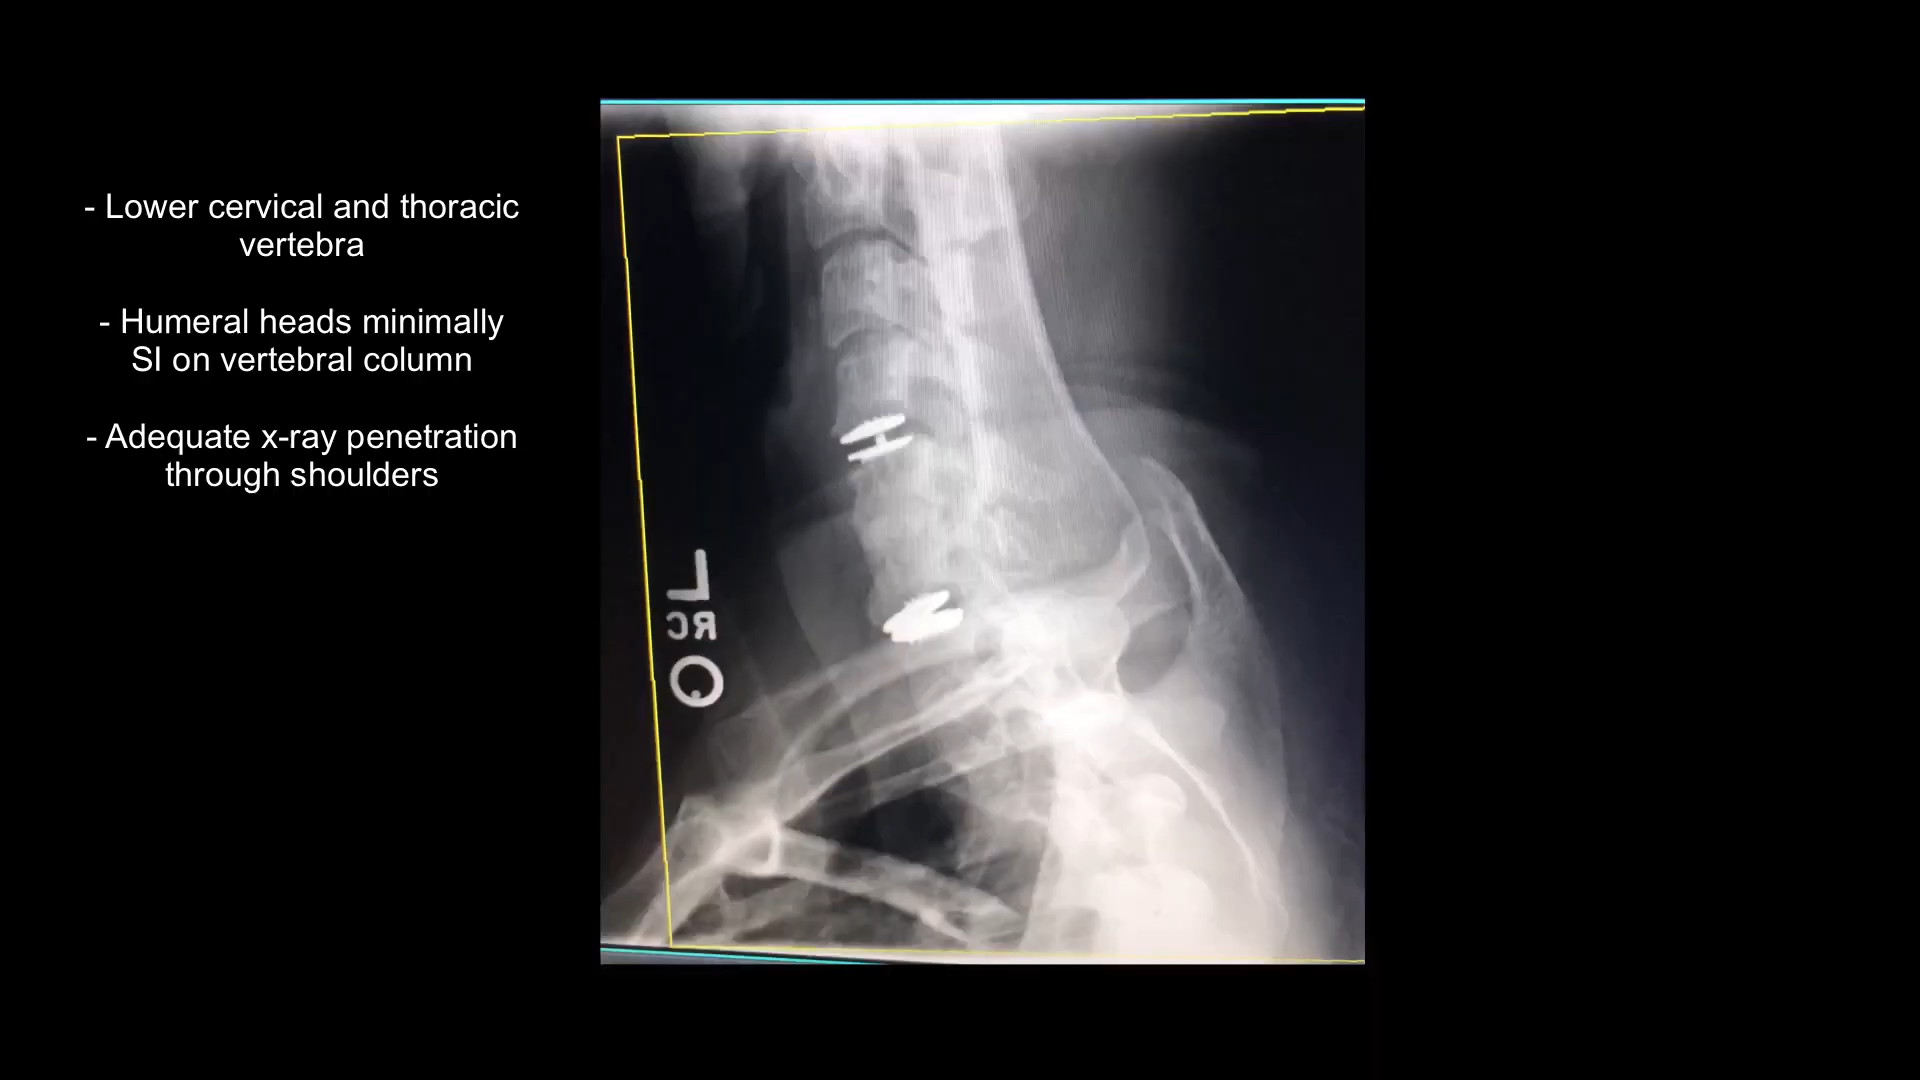 - Lower cervical and thoracic
vertebra
- Humeral heads minimally
SI on vertebral column
- Adequate x-ray penetration
through shoulders
L
RC